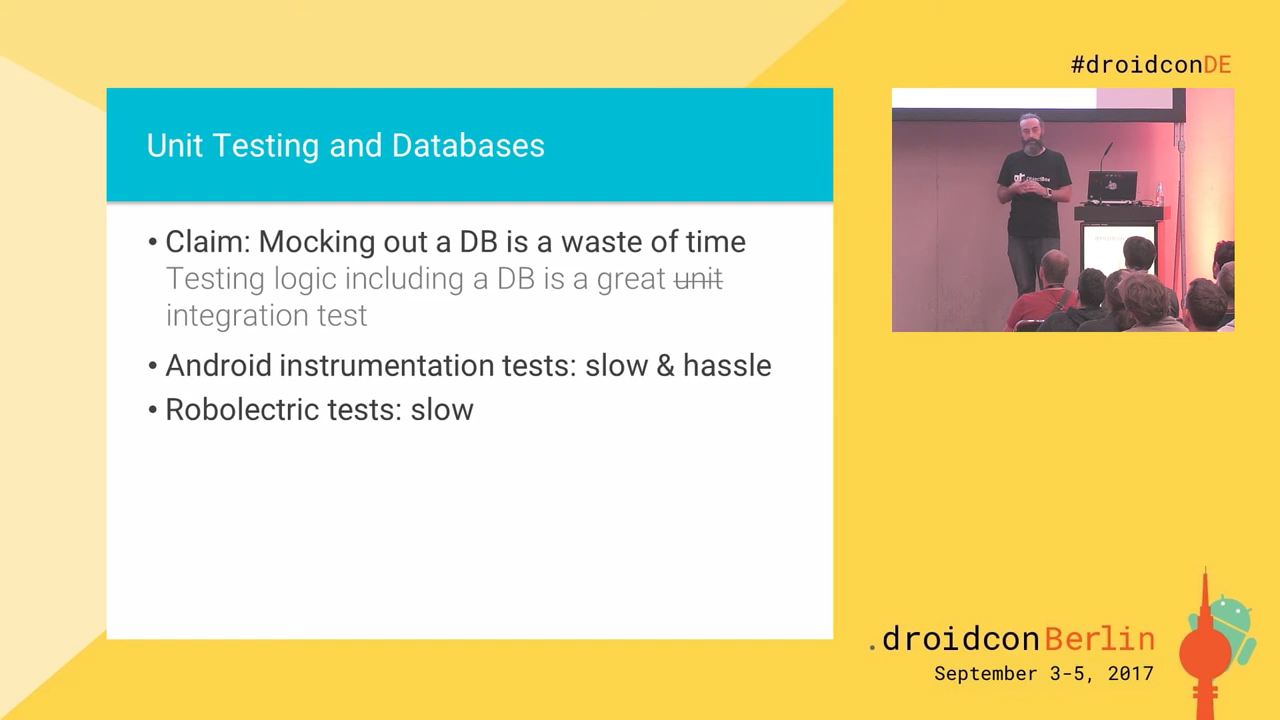 #droidconDE
Unit Testing and Databases
• Claim: Mocking out a DB is a waste of time
Testing logic including a DB is a great unit
integration test
• Android instrumentation tests: slow & hassle
• Robolectric tests: slow
ObjectBox
.droidconBerlin
September 3-5, 2017